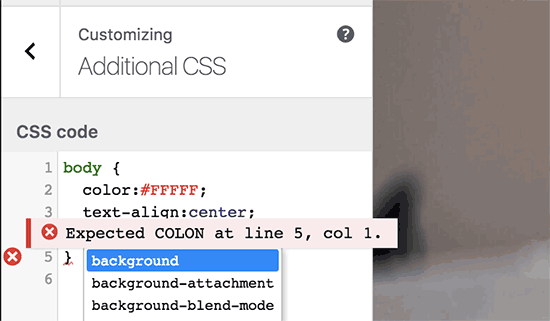 Customizing
?
Additional CSS
CSS code
1 body {
2 color:#FFFFF;
3 text-align:center;
Expected COLON at line 5, col 1.
5 }
background
6
background-attachment
background-blend-mode